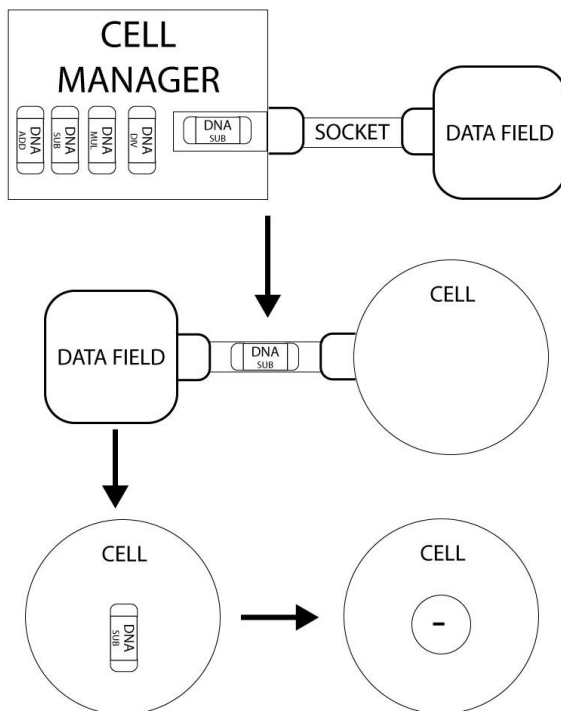 CELL
MANAGER
DNA
ADD
DNA
SUB
DNA
MUL
DNA
DIV
DNA
SUB
SOCKET
DATA FIELD
CELL
DATA FIELD
DNA
SUB
CELL
DNA
SUB
CELL
-